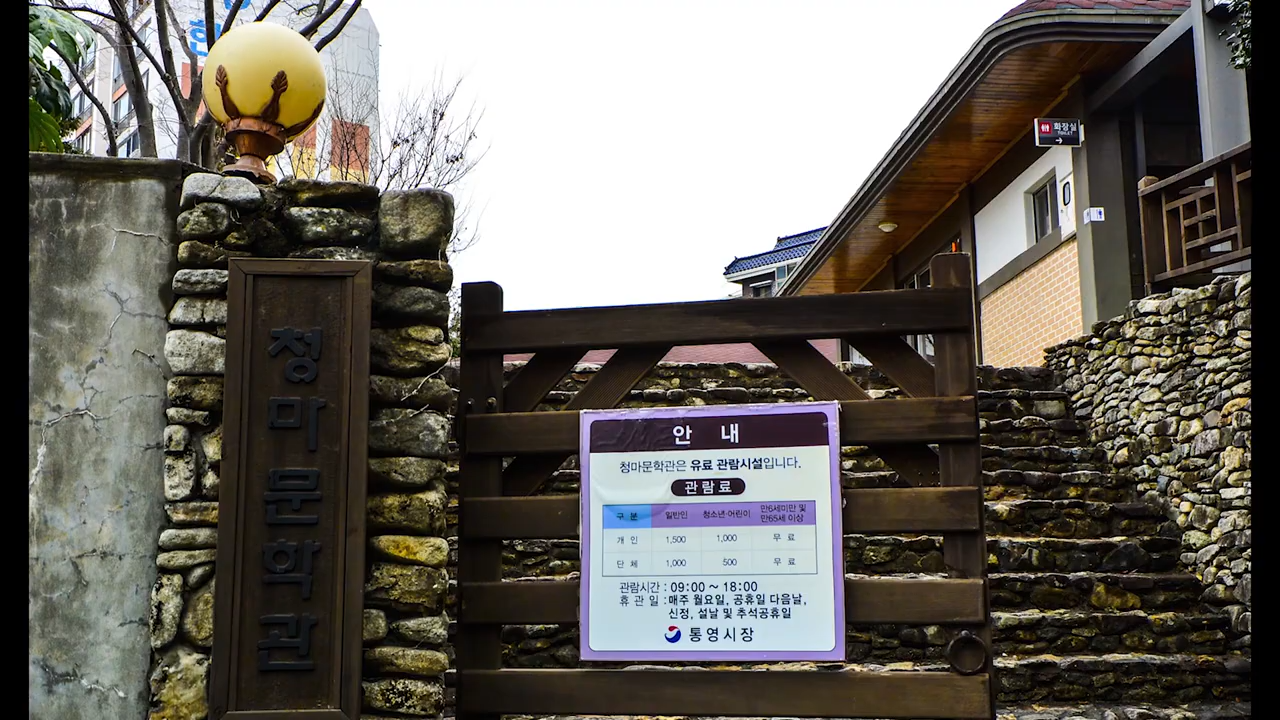 한
화장실
TOILET
청마문학관
안 내
청마문학관은 유료 관람시설입니다.
관람료
구 분 일반인 청소년·어린이 만6세미만 및 만65세 이상
개 인 1,500 1,000 무 료
단 체 1,000 500 무 료
관람시간 : 09:00 ~ 18:00
휴 관 일 : 매주 월요일, 공휴일 다음날,
신정, 설날 및 추석공휴일
통영시장